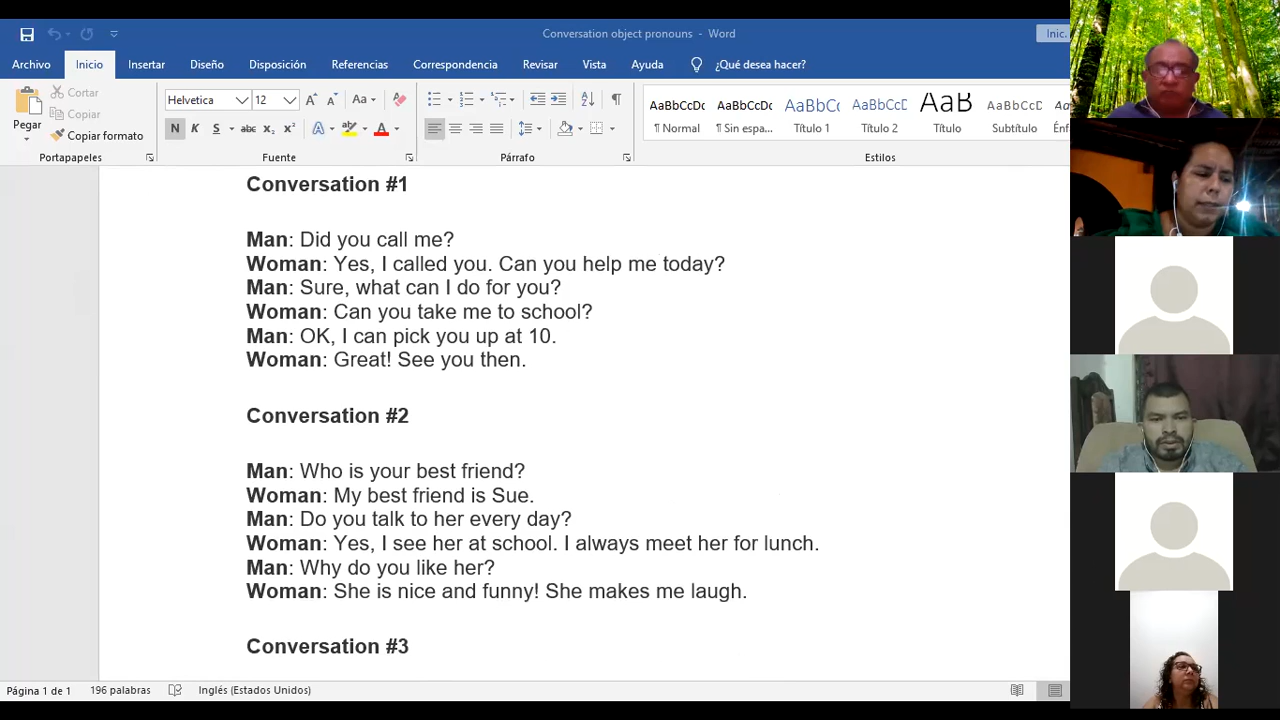 Conversation object pronouns - Word
Inic.
Archivo Inicio Insertar Diseño Disposición Referencias Correspondencia Revisar Vista Ayuda ¿Qué desea hacer?
Pegar
Cortar
Copiar
Copiar formato
Portapapeles
Helvetica 12
N K S abc x₂ x²
Fuente
Párrafo
AaBbCcDc AaBbCcDc AaBbCc AaBbCcD AaB AaBbCcD
¶ Normal ¶ Sin espa... Título 1 Título 2 Título Subtítulo Énf
Estilos
Conversation #1
Man: Did you call me?
Woman: Yes, I called you. Can you help me today?
Man: Sure, what can I do for you?
Woman: Can you take me to school?
Man: OK, I can pick you up at 10.
Woman: Great! See you then.
Conversation #2
Man: Who is your best friend?
Woman: My best friend is Sue.
Man: Do you talk to her every day?
Woman: Yes, I see her at school. I always meet her for lunch.
Man: Why do you like her?
Woman: She is nice and funny! She makes me laugh.
Conversation #3
Página 1 de 1 196 palabras Inglés (Estados Unidos)